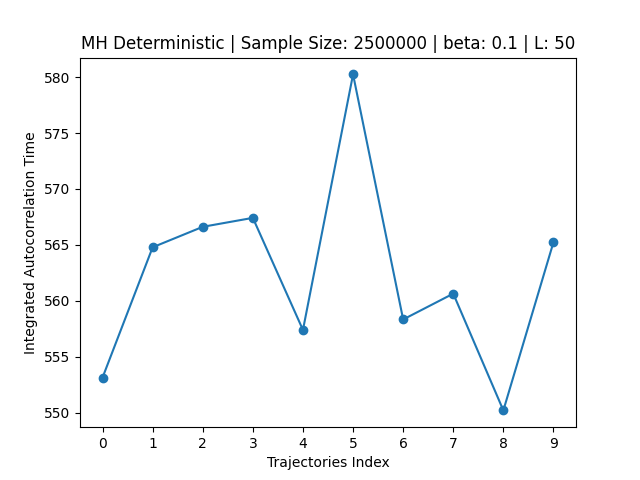 MH Deterministic | Sample Size: 2500000 | beta: 0.1 | L: 50
Integrated Autocorrelation Time
580
575
570
565
560
555
550
0 1 2 3 4 5 6 7 8 9
Trajectories Index